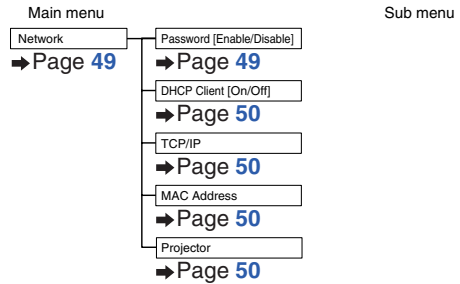 Main menu
Sub menu
Network
Password [Enable/Disable]
➡Page 49
➡Page 49
DHCP Client [On/Off]
➡Page 50
TCP/IP
➡Page 50
MAC Address
➡Page 50
Projector
➡Page 50